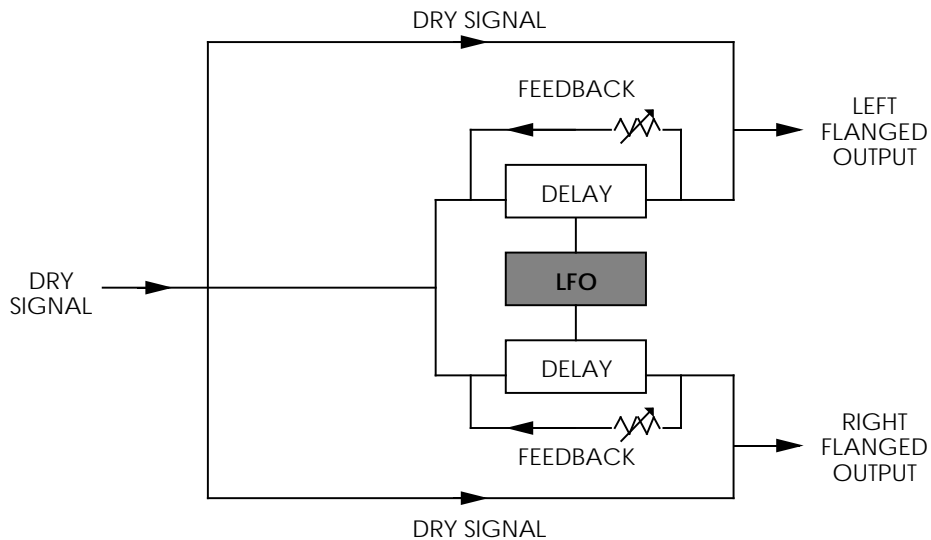 DRY SIGNAL
FEEDBACK
LEFT
FLANGED
OUTPUT
DELAY
LFO
DRY
SIGNAL
DELAY
FEEDBACK
RIGHT
FLANGED
OUTPUT
DRY SIGNAL